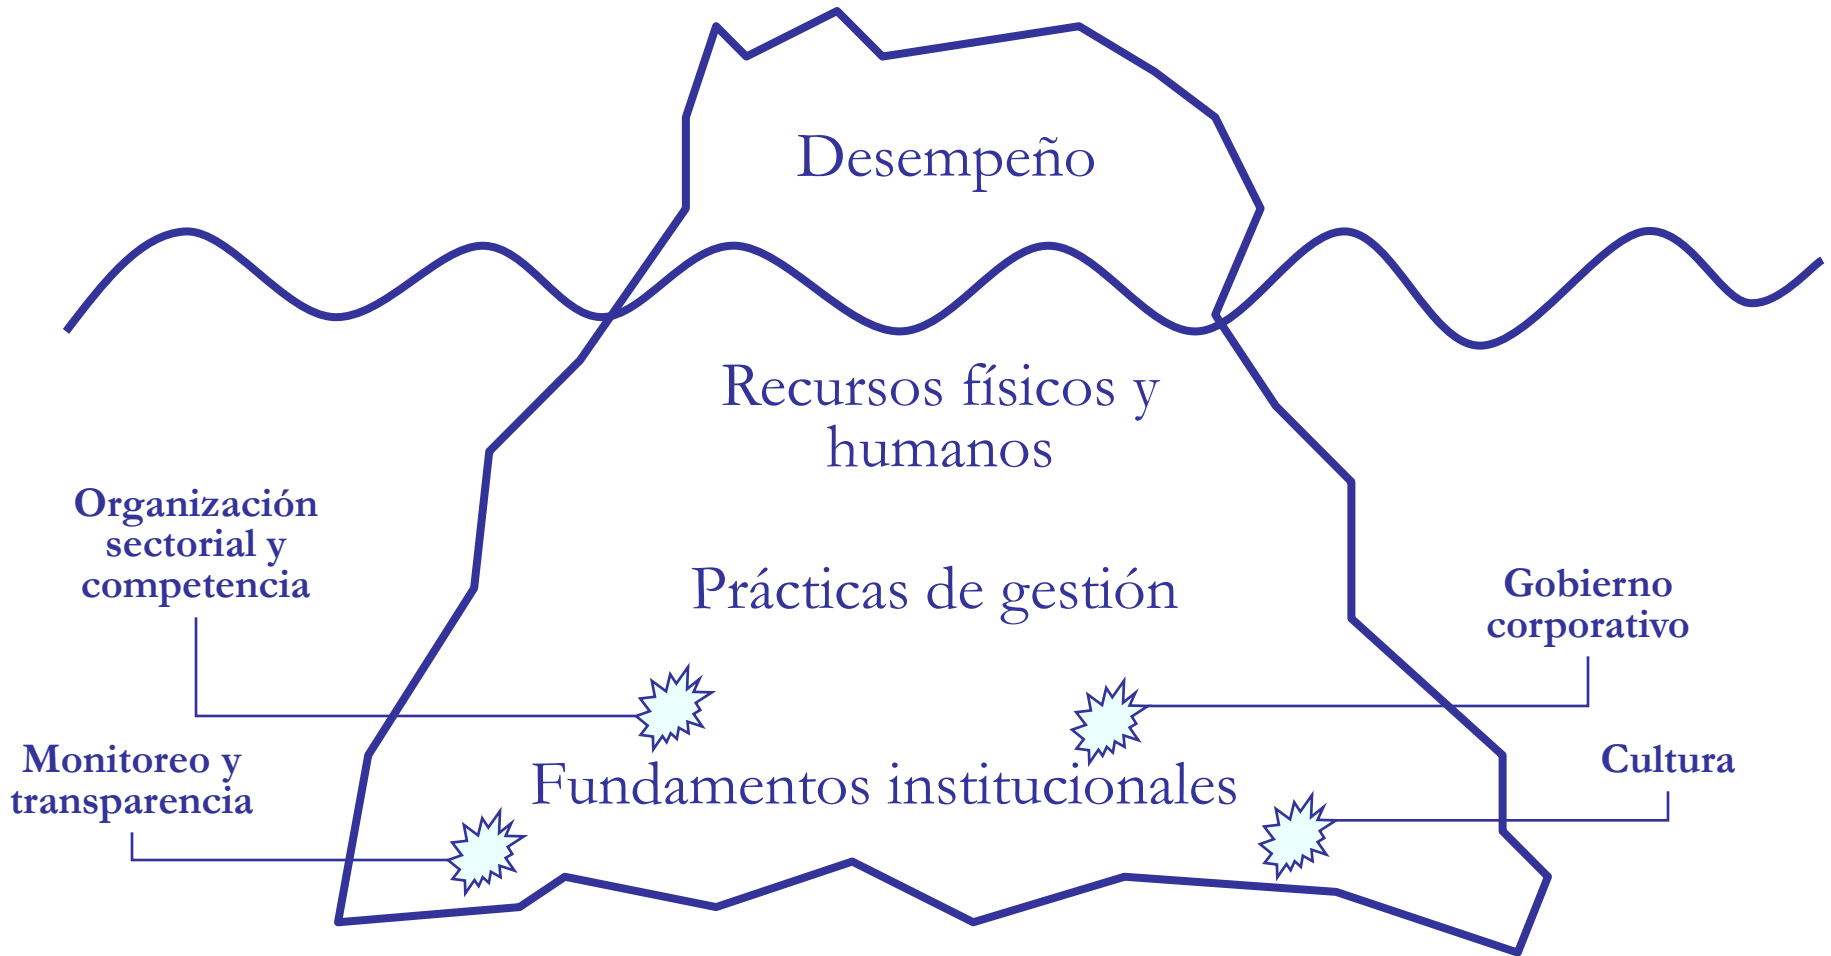 Desempeño
Recursos físicos y
humanos
Organización
sectorial y
competencia
Prácticas de gestión
Gobierno
corporativo
Monitoreo y
transparencia
Fundamentos institucionales
Cultura